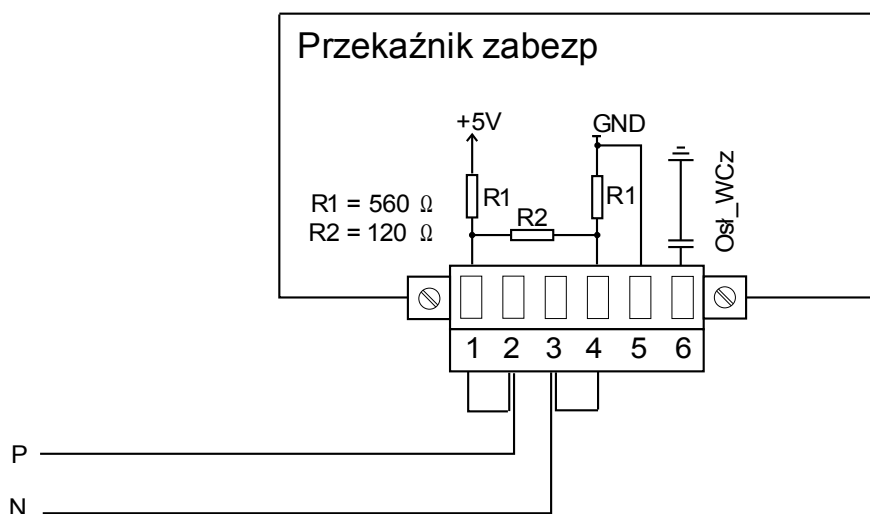 Przekaźnik zabezp
+5V
GND
R1 = 560 Ω
R2 = 120 Ω
R1
R2
R1
Osł_WCz
1 2 3 4 5 6
P
N